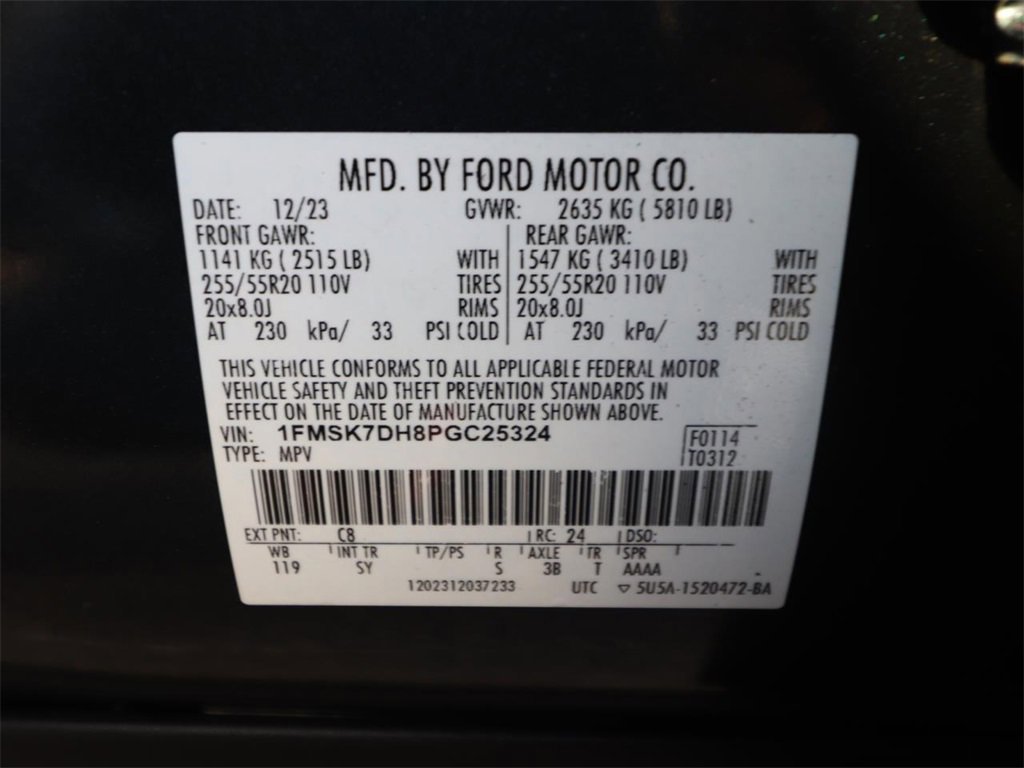 MFD. BY FORD MOTOR CO.
DATE: 12/23 GVWR: 2635 KG ( 5810 LB)
FRONT GAWR: REAR GAWR:
1141 KG ( 2515 LB) WITH 1547 KG ( 3410 LB) WITH
255/55R20 110V TIRES 255/55R20 110V TIRES
20x8.0J RIMS 20x8.0J RIMS
AT 230 kPa/ 33 PSI COLD AT 230 kPa/ 33 PSI COLD
THIS VEHICLE CONFORMS TO ALL APPLICABLE FEDERAL MOTOR
VEHICLE SAFETY AND THEFT PREVENTION STANDARDS IN
EFFECT ON THE DATE OF MANUFACTURE SHOWN ABOVE.
VIN: 1FMSK7DH8PGC25324 F0114
TYPE: MPV T0312
EXT PNT: C8 RC: 24 DSO:
WB INT TR TP/PS R AXLE TR SPR
119 SY S 3B T AAAA
1202312037233 UTC ▽ 5U5A-1520472-BA